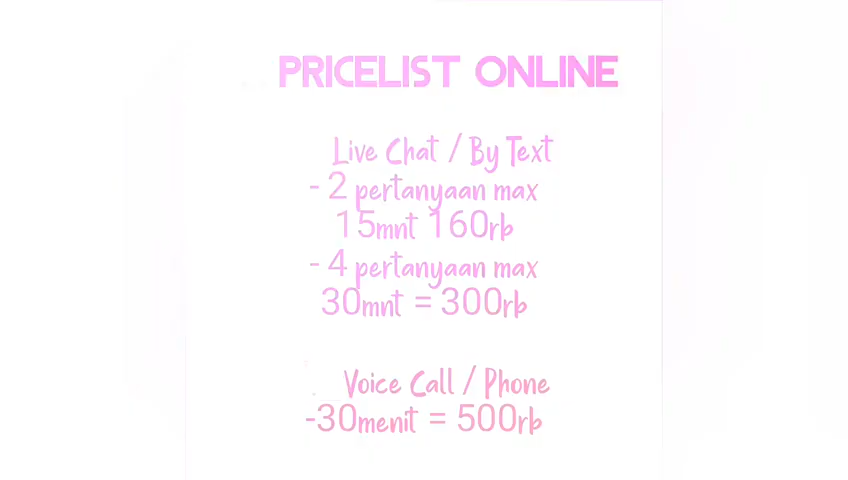 PRICELIST ONLINE
Live Chat / By Text
- 2 pertanyaan max
15mnt 160rb
- 4 pertanyaan max
30mnt = 300rb
Voice Call / Phone
-30menit = 500rb